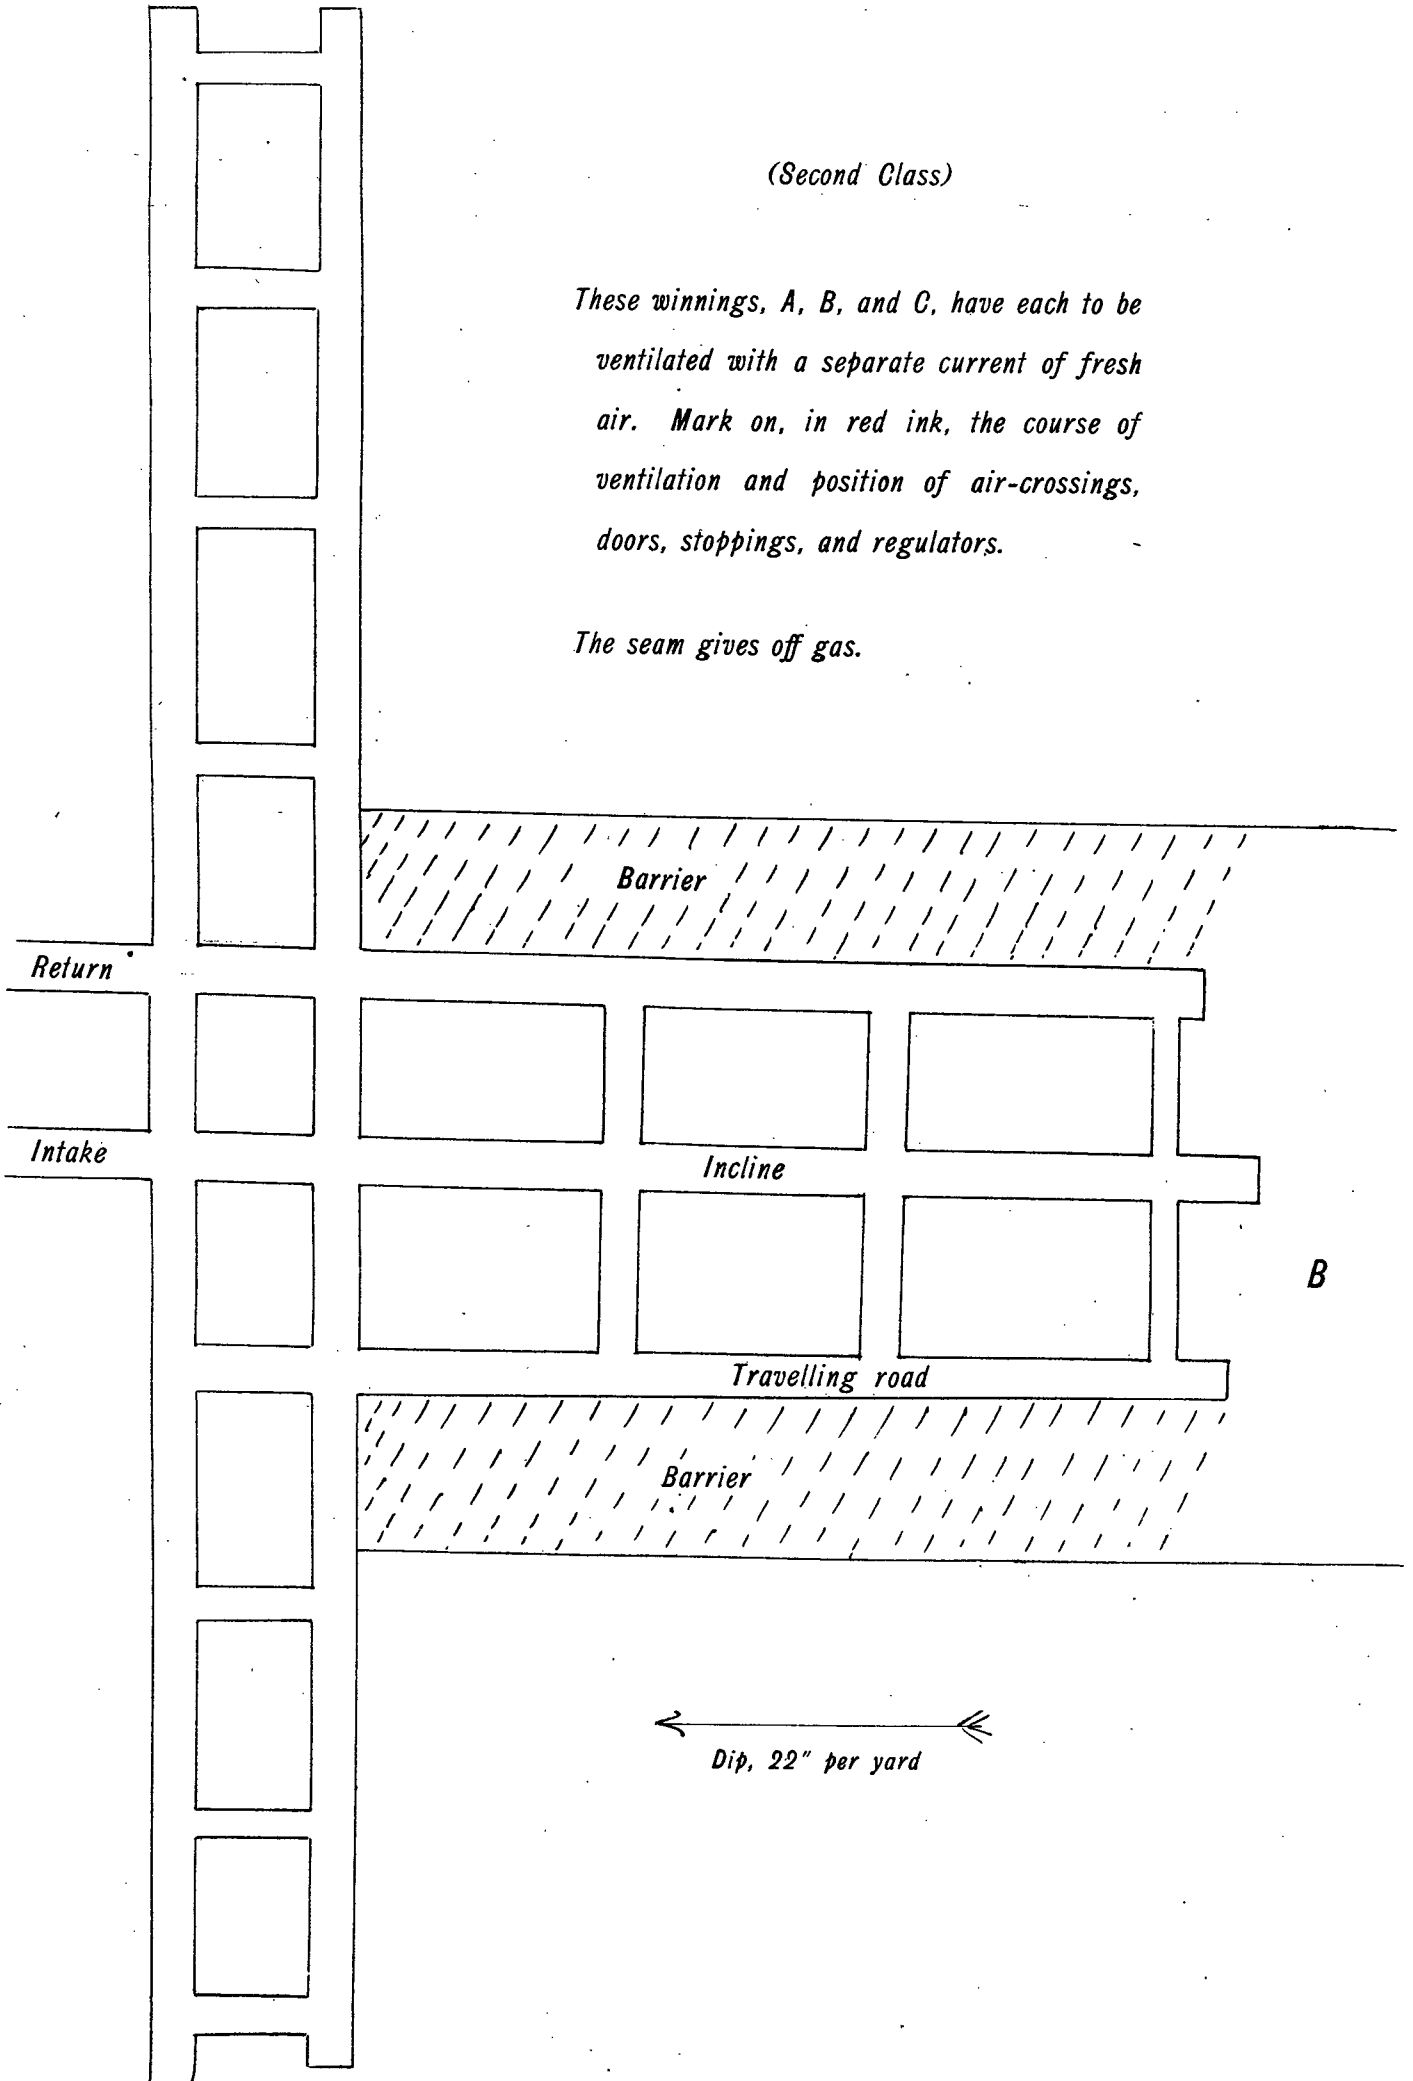 (Second Class)
These winnings, A, B, and C, have each to be
ventilated with a separate current of fresh
air. Mark on, in red ink, the course of
ventilation and position of air-crossings,
doors, stoppings, and regulators.
The seam gives off gas.
Barrier
Return
Intake
Incline
B
Travelling road
Barrier
Dip, 22" per yard